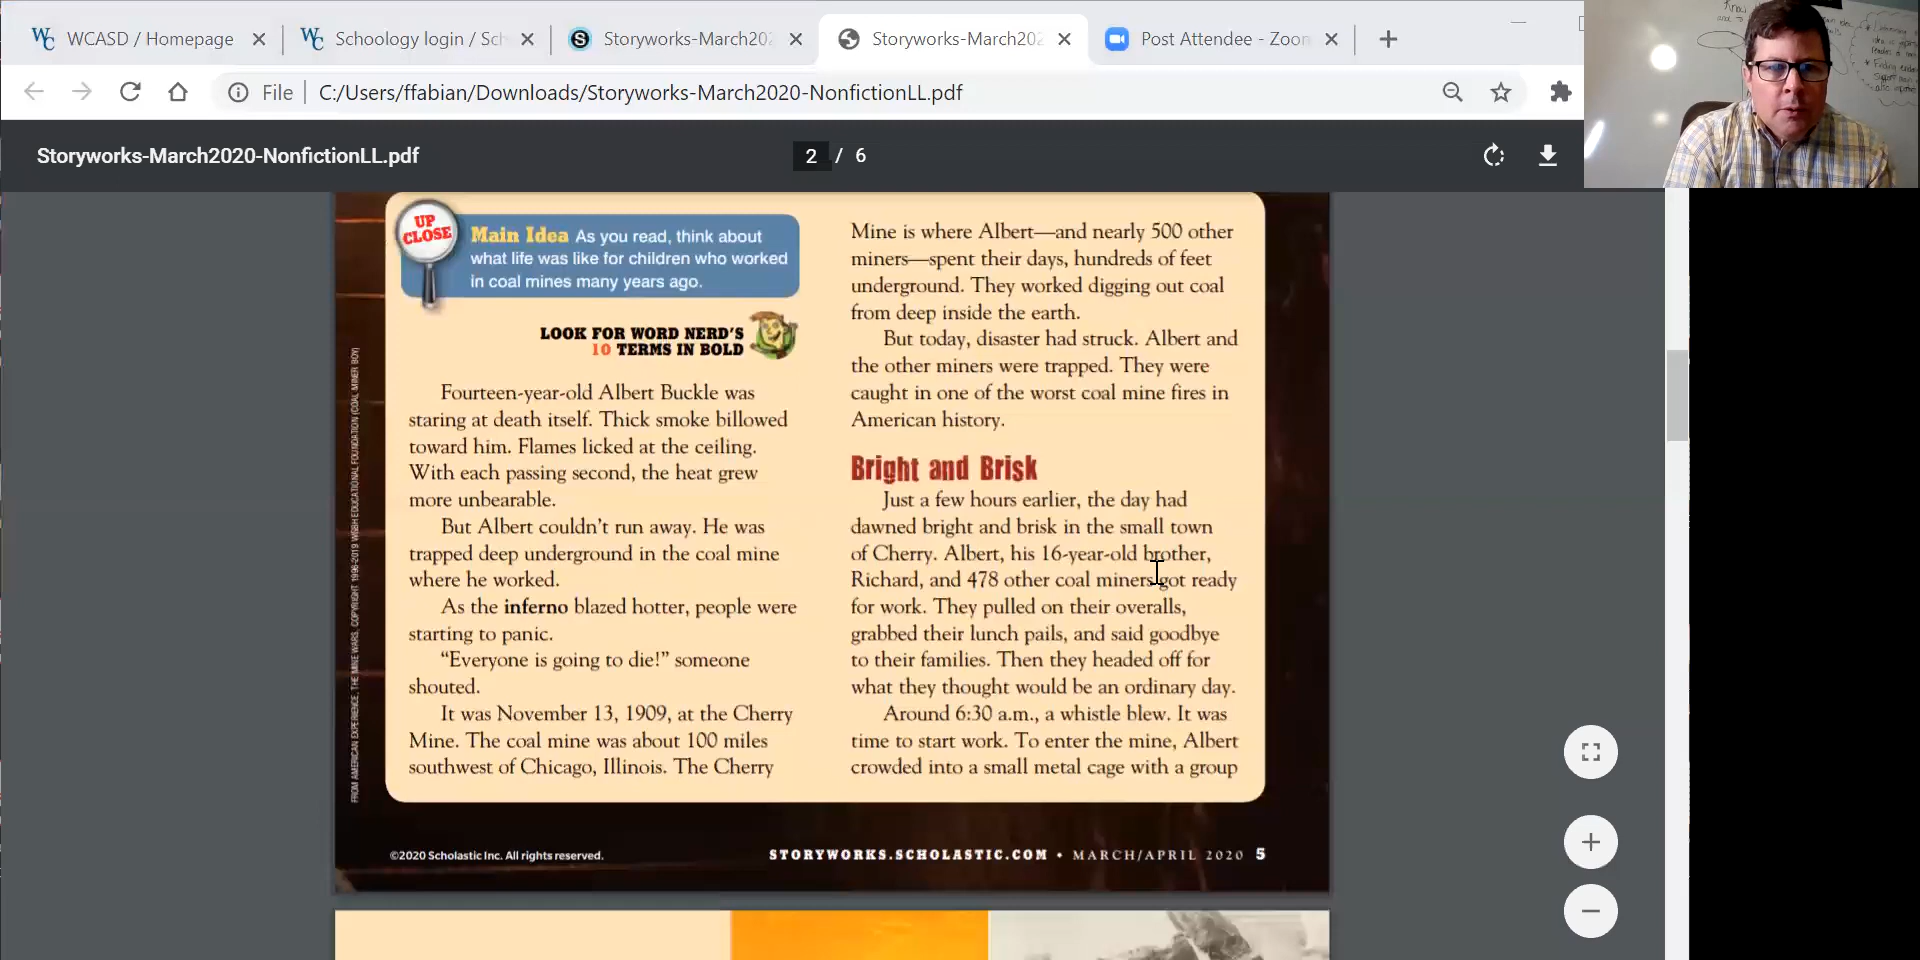 WCASD / Homepage
Schoology login / Sch
Storyworks-March202
Storyworks-March202
Post Attendee - Zoom
File C:/Users/ffabian/Downloads/Storyworks-March2020-NonfictionLL.pdf
Storyworks-March2020-NonfictionLL.pdf
2 / 6
UP
CLOSE
Main Idea As you read, think about
what life was like for children who worked
in coal mines many years ago.
LOOK FOR WORD NERD'S
10 TERMS IN BOLD
Fourteen-year-old Albert Buckle was
staring at death itself. Thick smoke billowed
toward him. Flames licked at the ceiling.
With each passing second, the heat grew
more unbearable.
But Albert couldn't run away. He was
trapped deep underground in the coal mine
where he worked.
As the inferno blazed hotter, people were
starting to panic.
“Everyone is going to die!” someone
shouted.
It was November 13, 1909, at the Cherry
Mine. The coal mine was about 100 miles
southwest of Chicago, Illinois. The Cherry
Mine is where Albert—and nearly 500 other
miners—spent their days, hundreds of feet
underground. They worked digging out coal
from deep inside the earth.
But today, disaster had struck. Albert and
the other miners were trapped. They were
caught in one of the worst coal mine fires in
American history.
Bright and Brisk
Just a few hours earlier, the day had
dawned bright and brisk in the small town
of Cherry. Albert, his 16-year-old brother,
Richard, and 478 other coal miners got ready
for work. They pulled on their overalls,
grabbed their lunch pails, and said goodbye
to their families. Then they headed off for
what they thought would be an ordinary day.
Around 6:30 a.m., a whistle blew. It was
time to start work. To enter the mine, Albert
crowded into a small metal cage with a group
FROM AMERICAN EXPERIENCE, THE MINE WARS, COPYRIGHT 1996-2019 WGBH EDUCATIONAL FOUNDATION (COAL MINER BOY)
©2020 Scholastic Inc. All rights reserved.
STORYWORKS.SCHOLASTIC.COM • MARCH/APRIL 2020 5